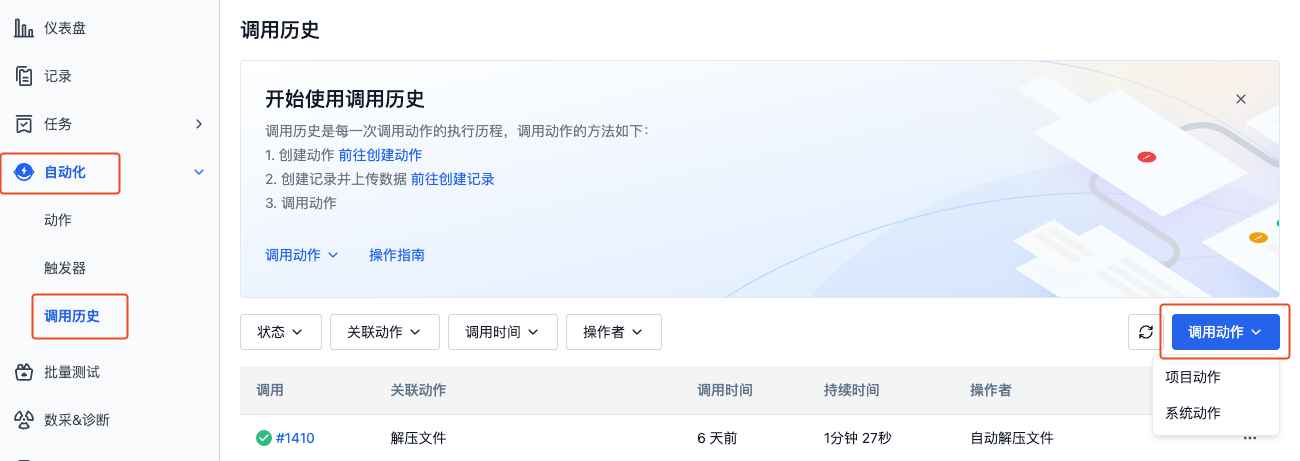 仪表盘
记录
任务
自动化
动作
触发器
调用历史
批量测试
数采&诊断
调用历史
开始使用调用历史
调用历史是每一次调用动作的执行历程，调用动作的方法如下：
1. 创建动作 前往创建动作
2. 创建记录并上传数据 前往创建记录
3. 调用动作
调用动作 操作指南
状态 关联动作 调用时间 操作者 调用动作
项目动作
系统动作
调用 关联动作 调用时间 持续时间 操作者
#1410 解压文件 6 天前 1分钟 27秒 自动解压文件